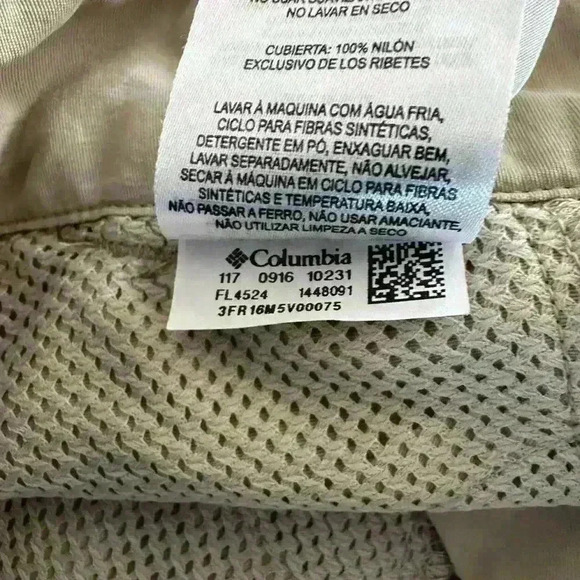 NO LAVAR EN SECO
CUBIERTA: 100% NILÓN
EXCLUSIVO DE LOS RIBETES
LAVAR À MAQUINA COM ÁGUA FRIA,
CICLO PARA FIBRAS SINTÉTICAS,
DETERGENTE EM PÓ, ENXAGUAR BEM,
LAVAR SEPARADAMENTE, NÃO ALVEJAR,
SECAR À MÁQUINA EM CICLO PARA FIBRAS
SINTÉTICAS E TEMPERATURA BAIXA,
NÃO PASSAR A FERRO, NÃO USAR AMACIANTE,
NÃO UTILIZAR LIMPEZA A SECO
Columbia
117 0916 10231
FL4524 1448091
3FR16M5V00075